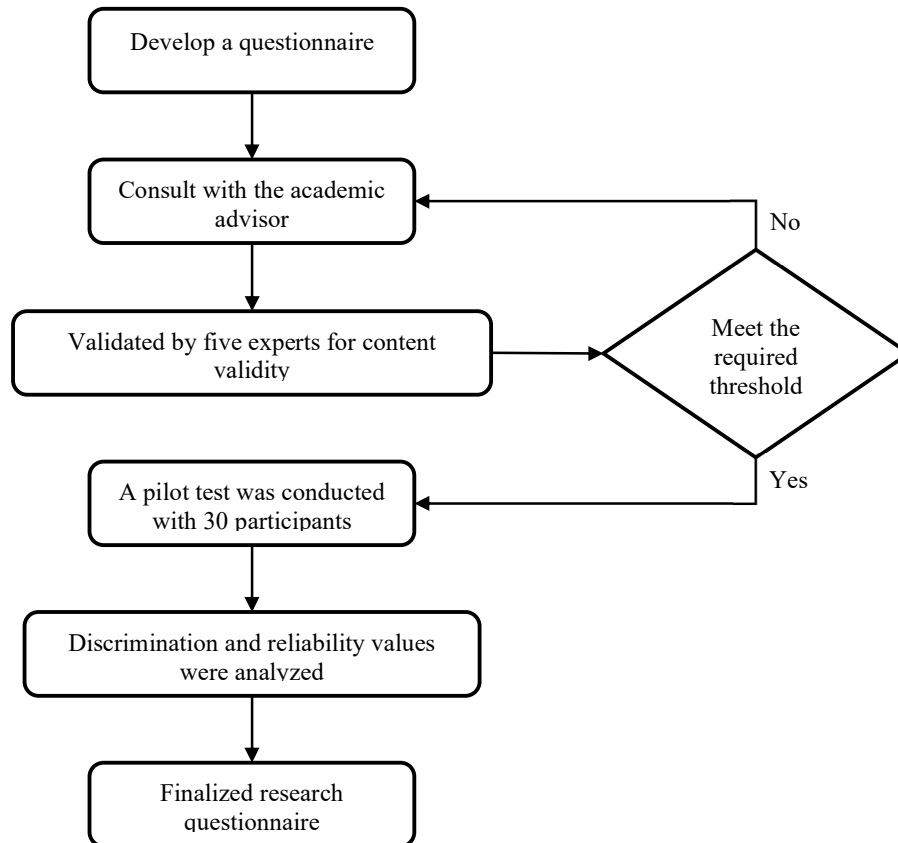 Develop a questionnaire
Consult with the academic
advisor
No
Validated by five experts for content
validity
Meet the
required
threshold
Yes
A pilot test was conducted
with 30 participants
Discrimination and reliability values
were analyzed
Finalized research
questionnaire